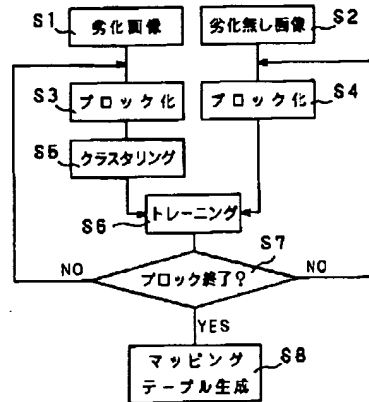 S1
劣化画像
S2
劣化無し画像
S3
ブロック化
S4
ブロック化
S5
クラスタリング
S6
トレーニング
S7
ブロック終了?
NO
NO
YES
S8
マッピング
テーブル生成